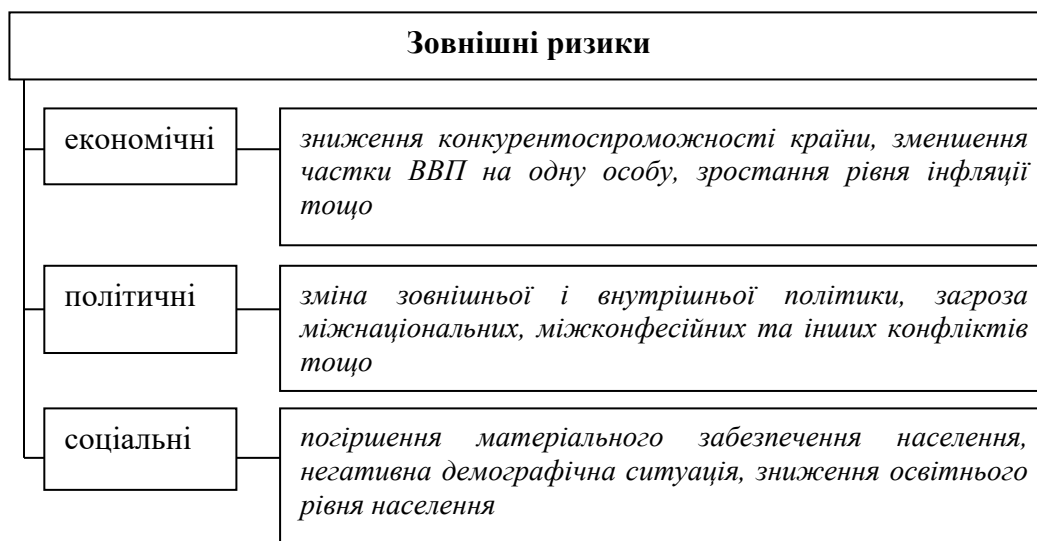 Зовнішні ризики
економічні
зниження конкурентоспроможності країни, зменшення
частки ВВП на одну особу, зростання рівня інфляції
тощо
політичні
зміна зовнішньої і внутрішньої політики, загроза
міжнаціональних, міжконфесійних та інших конфліктів
тощо
соціальні
погіршення матеріального забезпечення населення,
негативна демографічна ситуація, зниження освітнього
рівня населення